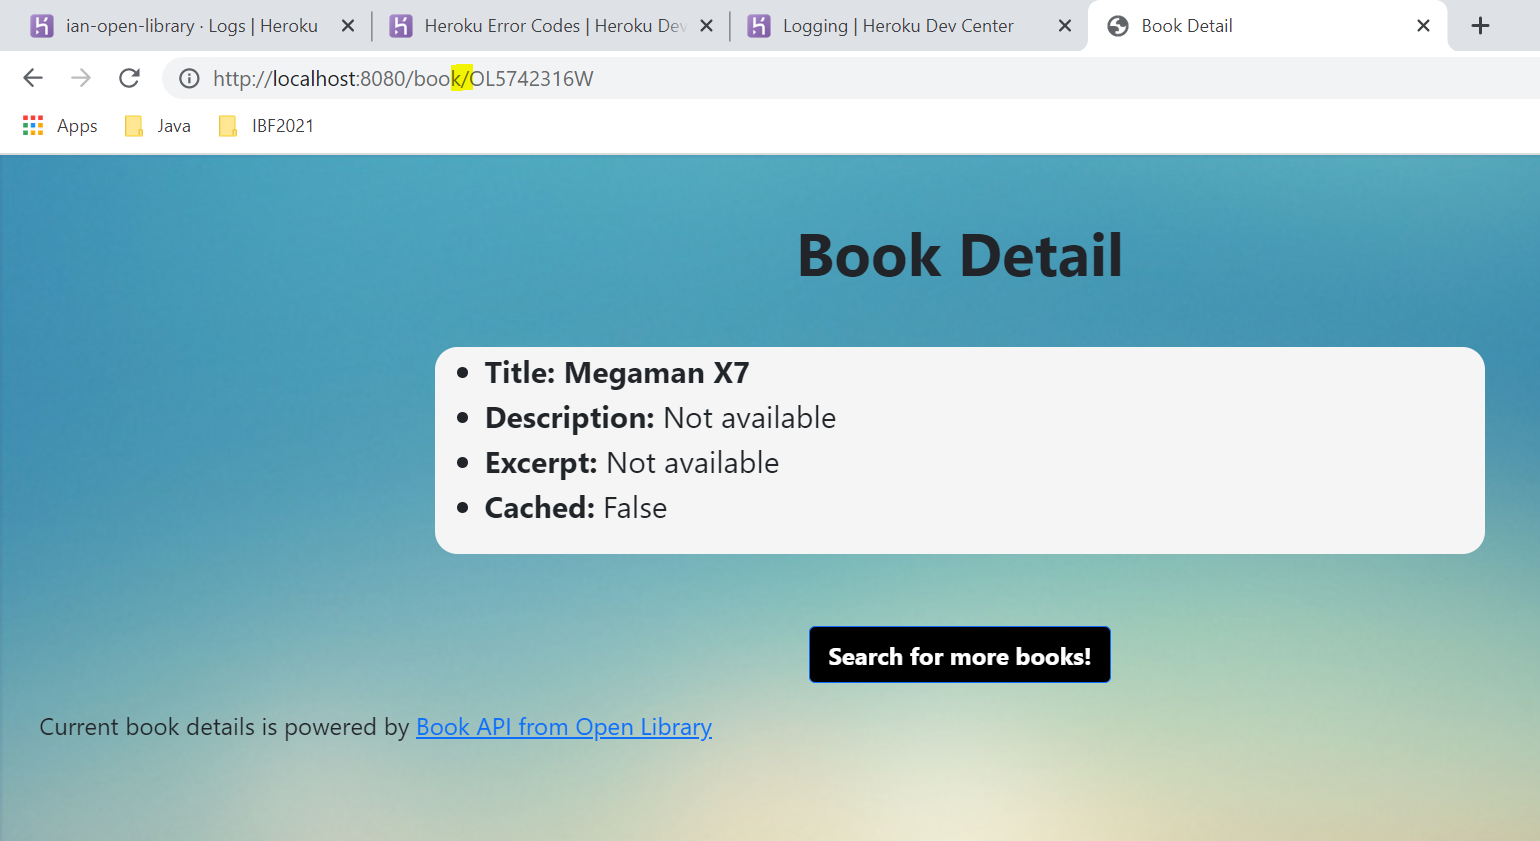 ian-open-library · Logs | Heroku
Heroku Error Codes | Heroku Dev
Logging | Heroku Dev Center
Book Detail
http://localhost:8080/book/OL5742316W
Apps
Java
IBF2021
Book Detail
Title: Megaman X7
Description: Not available
Excerpt: Not available
Cached: False
Search for more books!
Current book details is powered by Book API from Open Library